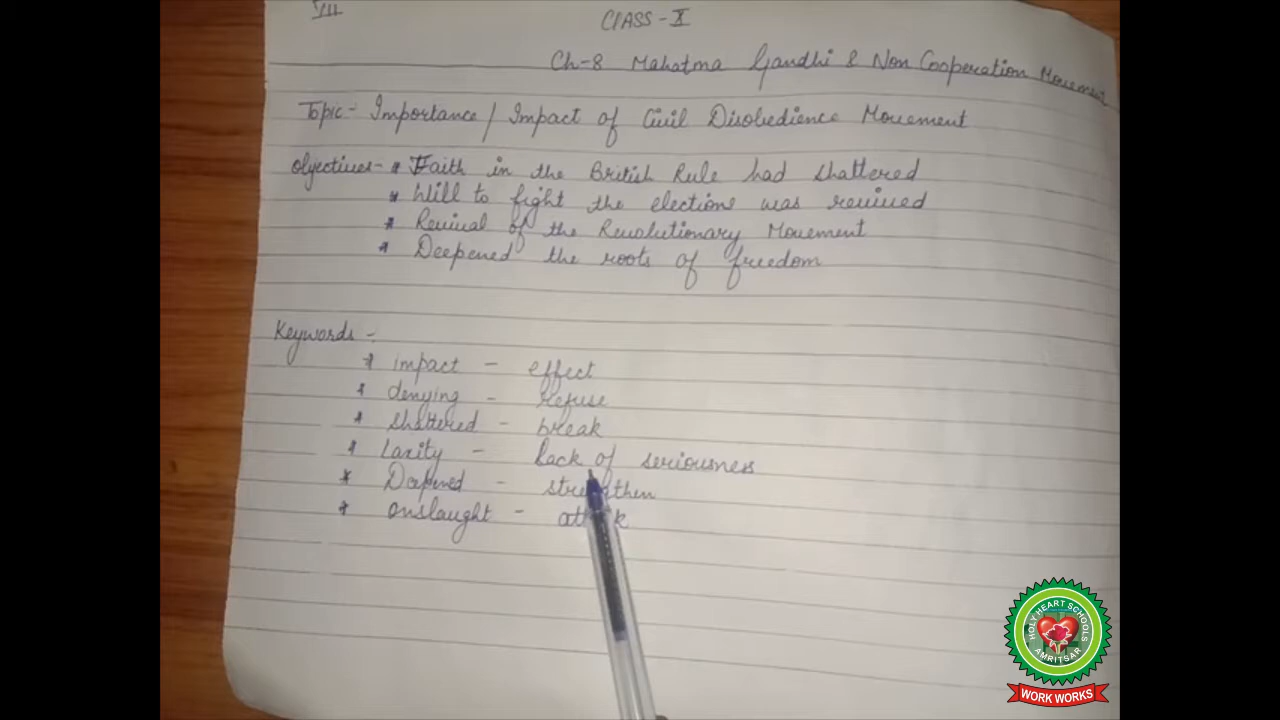 VII
CLASS - X
Ch-8 Mahatma Gandhi & Non Cooperation Movement
Topic:- Importance / Impact of Civil Disobedience Movement
Objectives- * Faith in the British Rule had shattered
* Will to fight the elections was revived
* Revival of the Revolutionary Movement
* Deepened the roots of freedom
Keywords -
* impact - effect
* denying - refuse
* shattered - break
* Laxity - lack of seriousness
* Deepned - strengthen
* onslaught - attack
HOLY HEART SCHOOLS
AMRITSAR
WORK WORKS